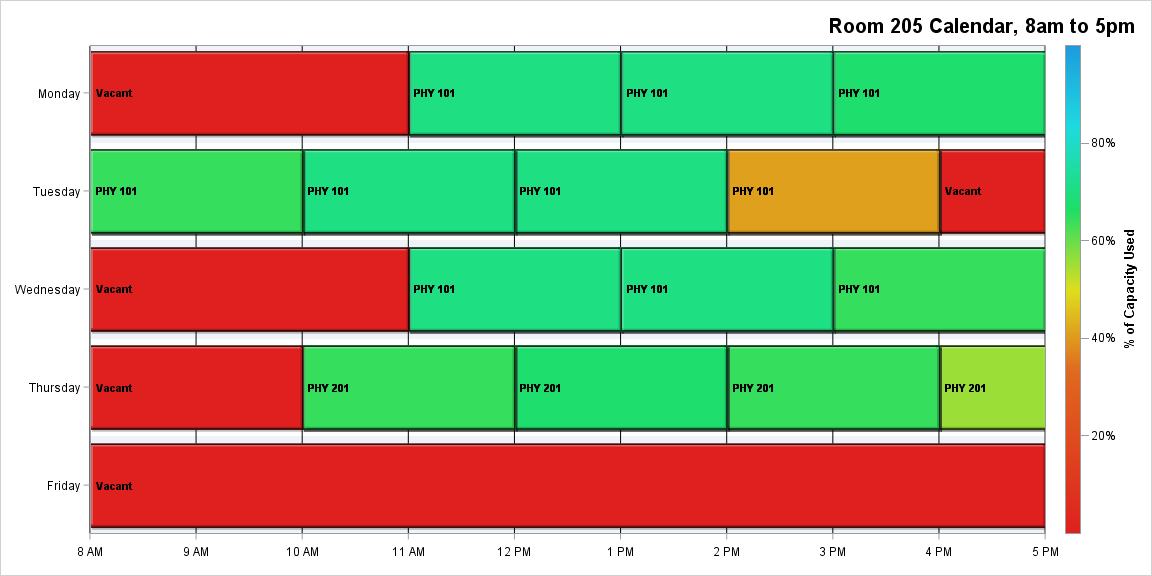 Room 205 Calendar, 8am to 5pm
Monday
Vacant
PHY 101
PHY 101
PHY 101
Tuesday
PHY 101
PHY 101
PHY 101
PHY 101
Vacant
Wednesday
Vacant
PHY 101
PHY 101
PHY 101
Thursday
Vacant
PHY 201
PHY 201
PHY 201
PHY 201
Friday
Vacant
8 AM
9 AM
10 AM
11 AM
12 PM
1 PM
2 PM
3 PM
4 PM
5 PM
80%
60%
40%
20%
% of Capacity Used